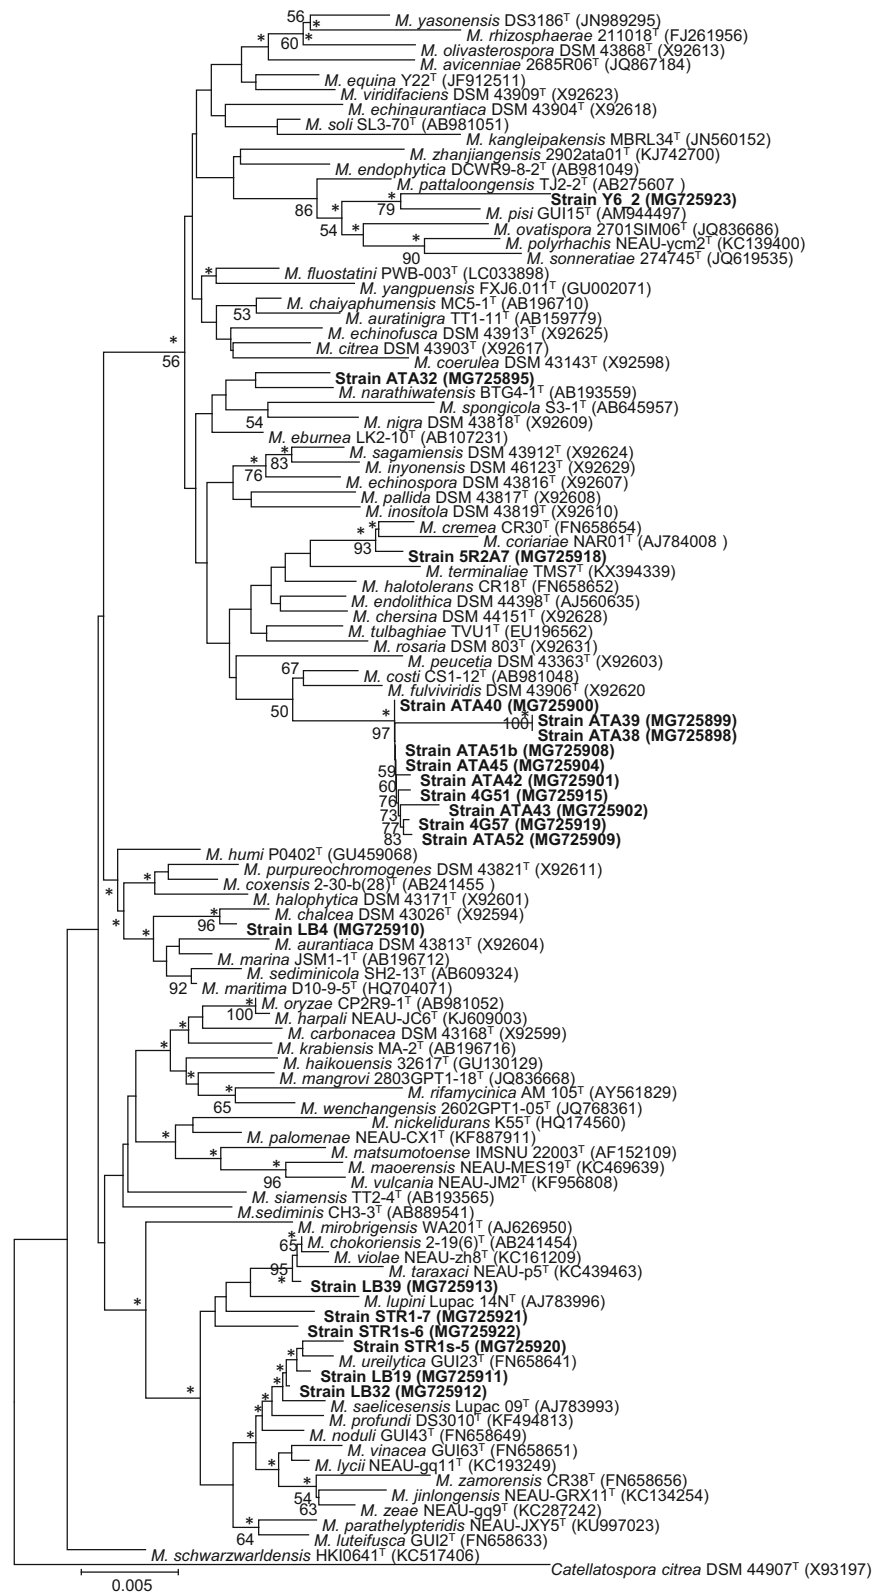 56 *
M. yasonensis DS3186T (JN989295)
* 60 *
M. rhizosphaerae 211018T (FJ261956)
M. olivasterospora DSM 43868T (X92613)
M. avicenniae 2685R06T (JQ867184)
M. equina Y22T (JF912511)
M. viridifaciens DSM 43909T (X92623)
M. echinaurantiaca DSM 43904T (X92618)
M. soli SL3-70T (AB981051)
M. kangleipakensis MBRL34T (JN560152)
M. zhanjiangensis 2902ata01T (KJ742700)
M. endophytica DCWR9-8-2T (AB981049)
M. pattaloongensis TJ2-2T (AB275607 )
* Strain Y6_2 (MG725923)
86 * 79 M. pisi GUI15T (AM944497)
54 * M. ovatispora 2701SIM06T (JQ836686)
* M. polyrhachis NEAU-ycm2T (KC139400)
90 M. sonneratiae 274745T (JQ619535)
* M. fluostatini PWB-003T (LC033898)
M. yangpuensis FXJ6.011T (GU002071)
M. chaiyaphumensis MC5-1T (AB196710)
53 M. auratinigra TT1-11T (AB159779)
M. echinofusca DSM 43913T (X92625)
* M. citrea DSM 43903T (X92617)
56 M. coerulea DSM 43143T (X92598)
Strain ATA32 (MG725895)
M. narathiwatensis BTG4-1T (AB193559)
M. spongicola S3-1T (AB645957)
54 M. nigra DSM 43818T (X92609)
M. eburnea LK2-10T (AB107231)
* M. sagamiensis DSM 43912T (X92624)
* 83 M. inyonensis DSM 46123T (X92629)
76 M. echinospora DSM 43816T (X92607)
M. pallida DSM 43817T (X92608)
M. inositola DSM 43819T (X92610)
* * M. cremea CR30T (FN658654)
93 M. coriariae NAR01T (AJ784008 )
Strain 5R2A7 (MG725918)
M. terminaliae TMS7T (KX394339)
M. halotolerans CR18T (FN658652)
M. endolithica DSM 44398T (AJ560635)
M. chersina DSM 44151T (X92628)
M. tulbaghiae TVU1T (EU196562)
M. rosaria DSM 803T (X92631)
M. peucetia DSM 43363T (X92603)
67 M. costi CS1-12T (AB981048)
M. fulviviridis DSM 43906T (X92620
50 * Strain ATA40 (MG725900)
97 * 100 Strain ATA39 (MG725899)
Strain ATA38 (MG725898)
Strain ATA51b (MG725908)
59 Strain ATA45 (MG725904)
60 Strain ATA42 (MG725901)
76 Strain 4G51 (MG725915)
73 Strain ATA43 (MG725902)
77 Strain 4G57 (MG725919)
83 Strain ATA52 (MG725909)
M. humi P0402T (GU459068)
M. purpureochromogenes DSM 43821T (X92611)
* * M. coxensis 2-30-b(28)T (AB241455 )
M. halophytica DSM 43171T (X92601)
* * M. chalcea DSM 43026T (X92594)
* 96 Strain LB4 (MG725910)
M. aurantiaca DSM 43813T (X92604)
M. marina JSM1-1T (AB196712)
M. sediminicola SH2-13T (AB609324)
92 M. maritima D10-9-5T (HQ704071)
* M. oryzae CP2R9-1T (AB981052)
100 M. harpali NEAU-JC6T (KJ609003)
* M. carbonacea DSM 43168T (X92599)
* M. krabiensis MA-2T (AB196716)
M. haikouensis 32617T (GU130129)
* M. mangrovi 2803GPT1-18T (JQ836668)
* M. rifamycinica AM 105T (AY561829)
65 M. wenchangensis 2602GPT1-05T (JQ768361)
M. nickelidurans K55T (HQ174560)
* M. palomenae NEAU-CX1T (KF887911)
* M. matsumotoense IMSNU 22003T (AF152109)
* M. maoerensis NEAU-MES19T (KC469639)
96 M. vulcania NEAU-JM2T (KF956808)
M. siamensis TT2-4T (AB193565)
M.sediminis CH3-3T (AB889541)
M. mirobrigensis WA201T (AJ626950)
* 65 M. chokoriensis 2-19(6)T (AB241454)
M. violae NEAU-zh8T (KC161209)
95 M. taraxaci NEAU-p5T (KC439463)
* Strain LB39 (MG725913)
* M. lupini Lupac 14NT (AJ783996)
Strain STR1-7 (MG725921)
Strain STR1s-6 (MG725922)
* Strain STR1s-5 (MG725920)
* M. ureilytica GUI23T (FN658641)
* Strain LB19 (MG725911)
* * Strain LB32 (MG725912)
* M. saelicesensis Lupac 09T (AJ783993)
M. profundi DS3010T (KF494813)
* M. noduli GUI43T (FN658649)
M. vinacea GUI63T (FN658651)
* M. lycii NEAU-gq11T (KC193249)
* M. zamorensis CR38T (FN658656)
54 M. jinlongensis NEAU-GRX11T (KC134254)
63 M. zeae NEAU-gg9T (KC287242)
* M. parathelypteridis NEAU-JXY5T (KU997023)
64 M. luteifusca GUI2T (FN658633)
M. schwarzwarldensis HKI0641T (KC517406)
Catellatospora citrea DSM 44907T (X93197)
0.005